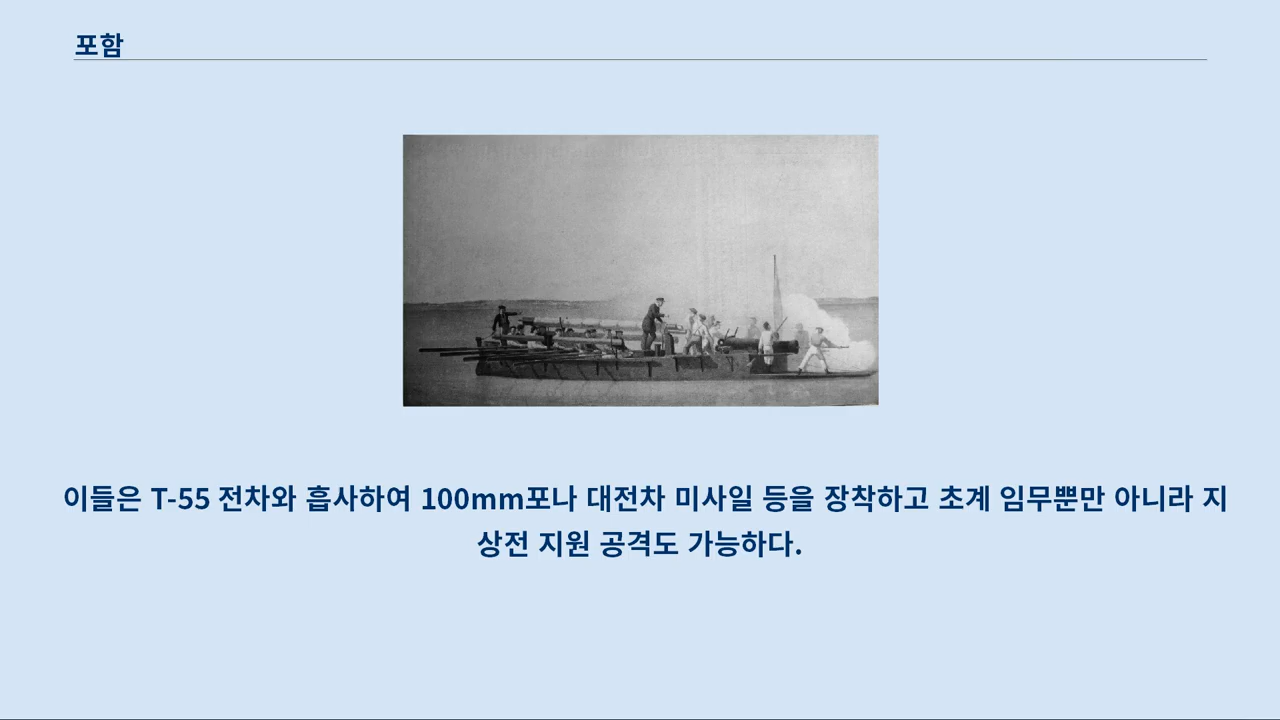 포함
이들은 T-55 전차와 흡사하여 100mm포나 대전차 미사일 등을 장착하고 초계 임무뿐만 아니라 지
상전 지원 공격도 가능하다.